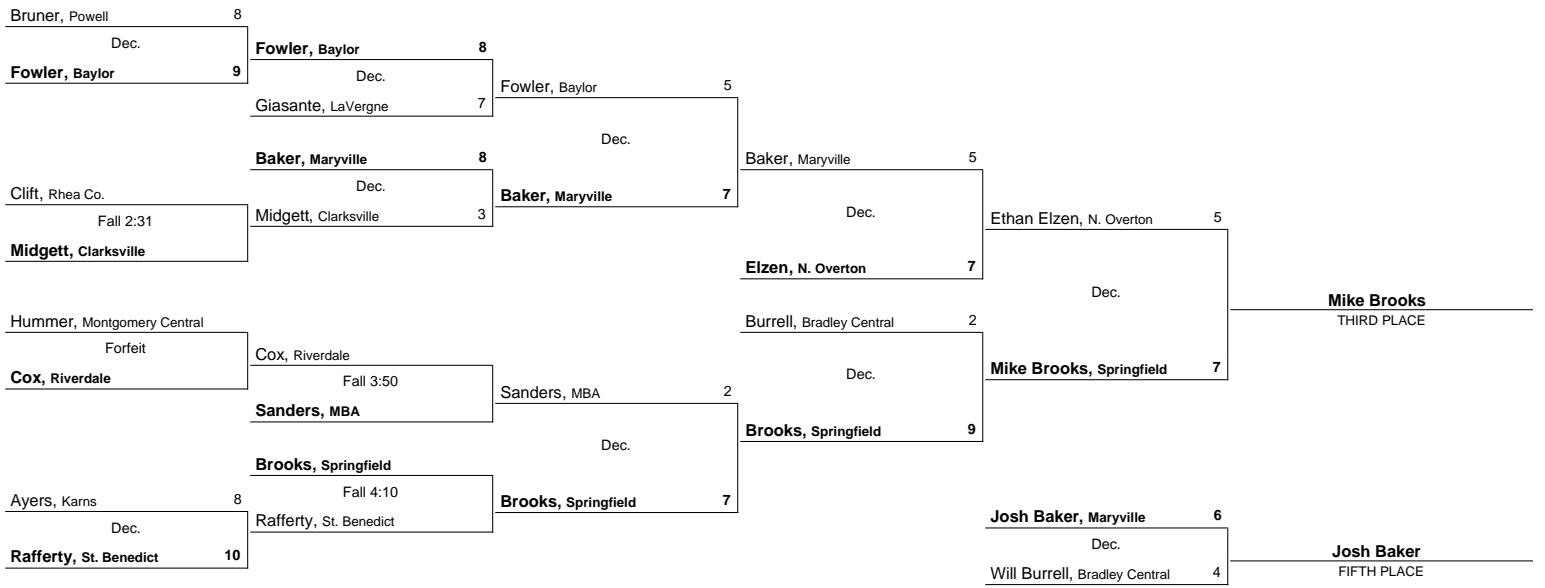 Bruner, Powell 8
Dec.
Fowler, Baylor 9
Clift, Rhea Co.
Fall 2:31
Midgett, Clarksville
Hummer, Montgomery Central
Forfeit
Cox, Riverdale
Ayers, Karns 8
Dec.
Rafferty, St. Benedict 10
Fowler, Baylor 8
Dec.
Giasante, LaVergne 7
Baker, Maryville 8
Dec.
Midgett, Clarksville 3
Cox, Riverdale
Fall 3:50
Sanders, MBA
Brooks, Springfield
Fall 4:10
Rafferty, St. Benedict
Fowler, Baylor 5
Dec.
Baker, Maryville 7
Sanders, MBA 2
Dec.
Brooks, Springfield 7
Baker, Maryville 5
Dec.
Elzen, N. Overton 7
Burrell, Bradley Central 2
Dec.
Brooks, Springfield 9
Ethan Elzen, N. Overton 5
Dec.
Mike Brooks, Springfield 7
Mike Brooks
THIRD PLACE
Josh Baker, Maryville 6
Dec.
Will Burrell, Bradley Central 4
Josh Baker
FIFTH PLACE